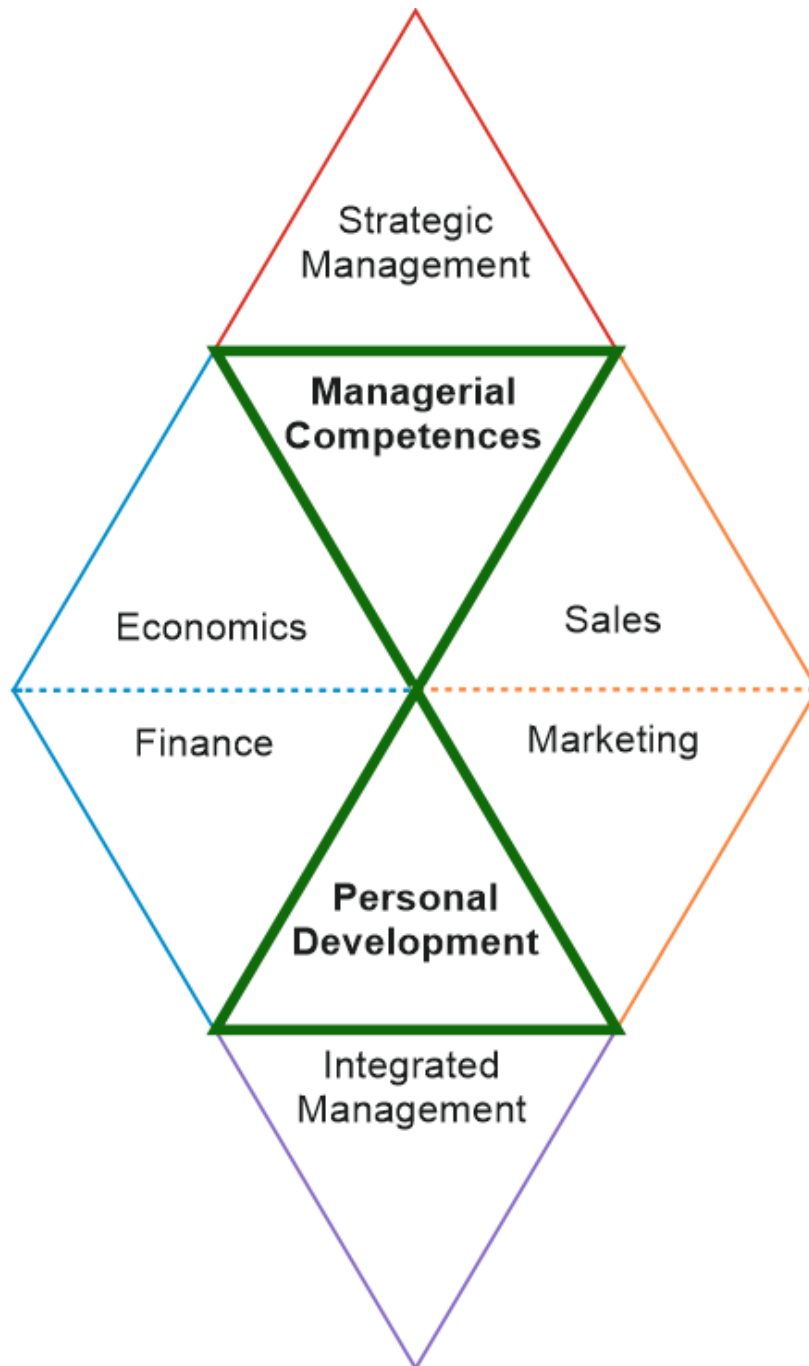 Strategic
Management
Managerial
Competences
Economics
Sales
Finance
Marketing
Personal
Development
Integrated
Management